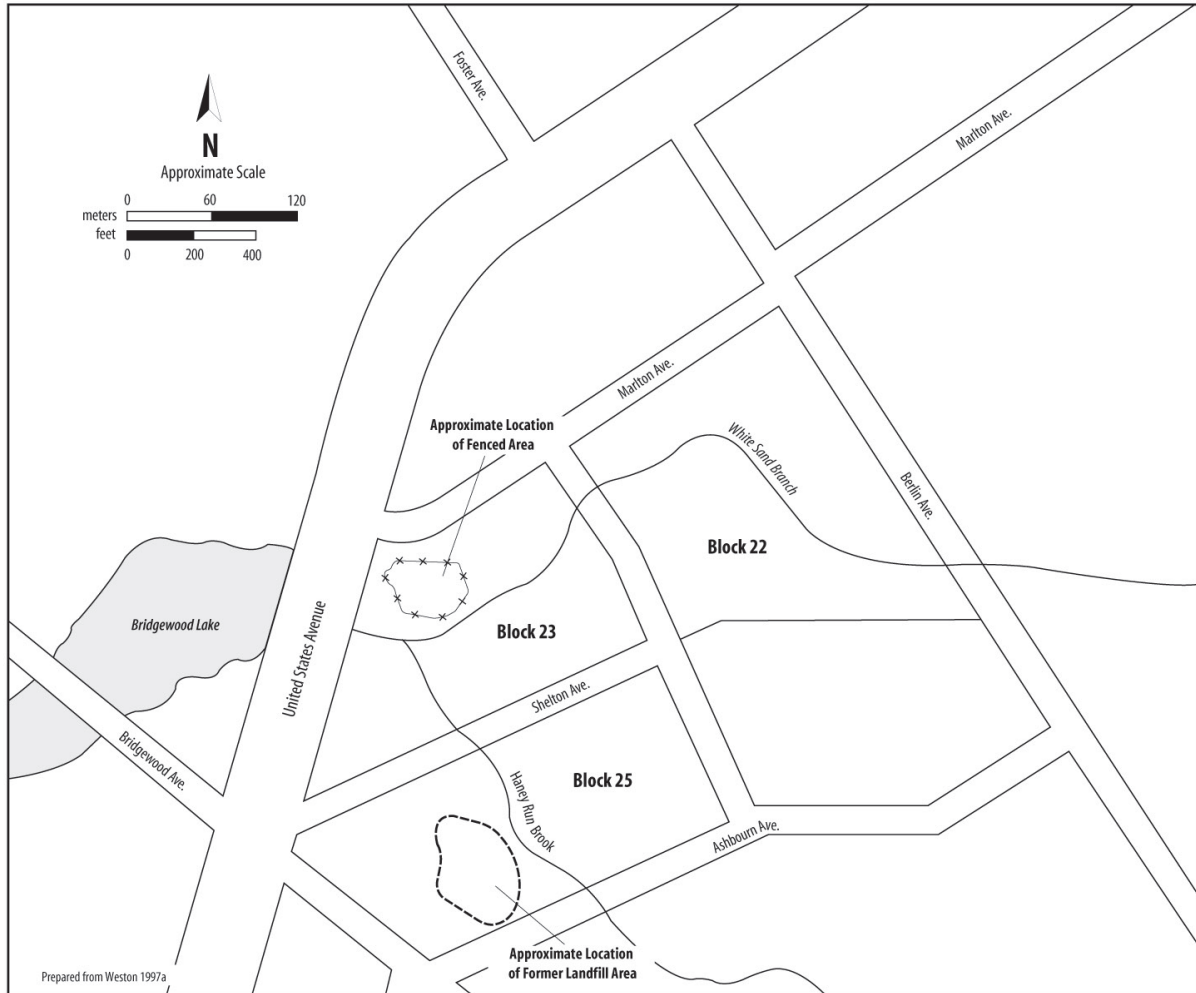 Foster Ave.
Marlton Ave.
N
Approximate Scale
0 60 120
meters
feet
0 200 400
Marlton Ave.
Approximate Location
of Fenced Area
White Sand Branch
Berlin Ave.
Block 22
Bridgewood Lake
United States Avenue
Block 23
Shelton Ave.
Bridgewood Ave.
Haney Run Brook
Block 25
Ashbourn Ave.
Approximate Location
of Former Landfill Area
Prepared from Weston 1997a